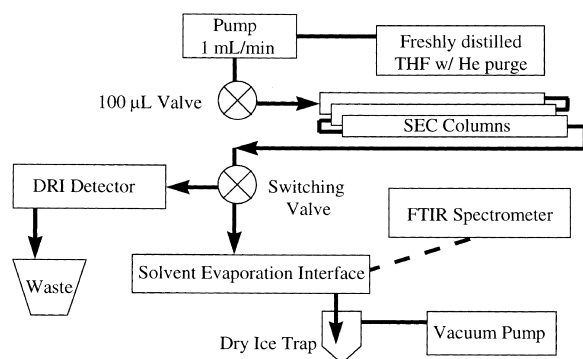 Pump
1 mL/min
Freshly distilled
THF w/ He purge
100 µL Valve
SEC Columns
DRI Detector
Switching
Valve
FTIR Spectrometer
Waste
Solvent Evaporation Interface
Dry Ice Trap
Vacuum Pump